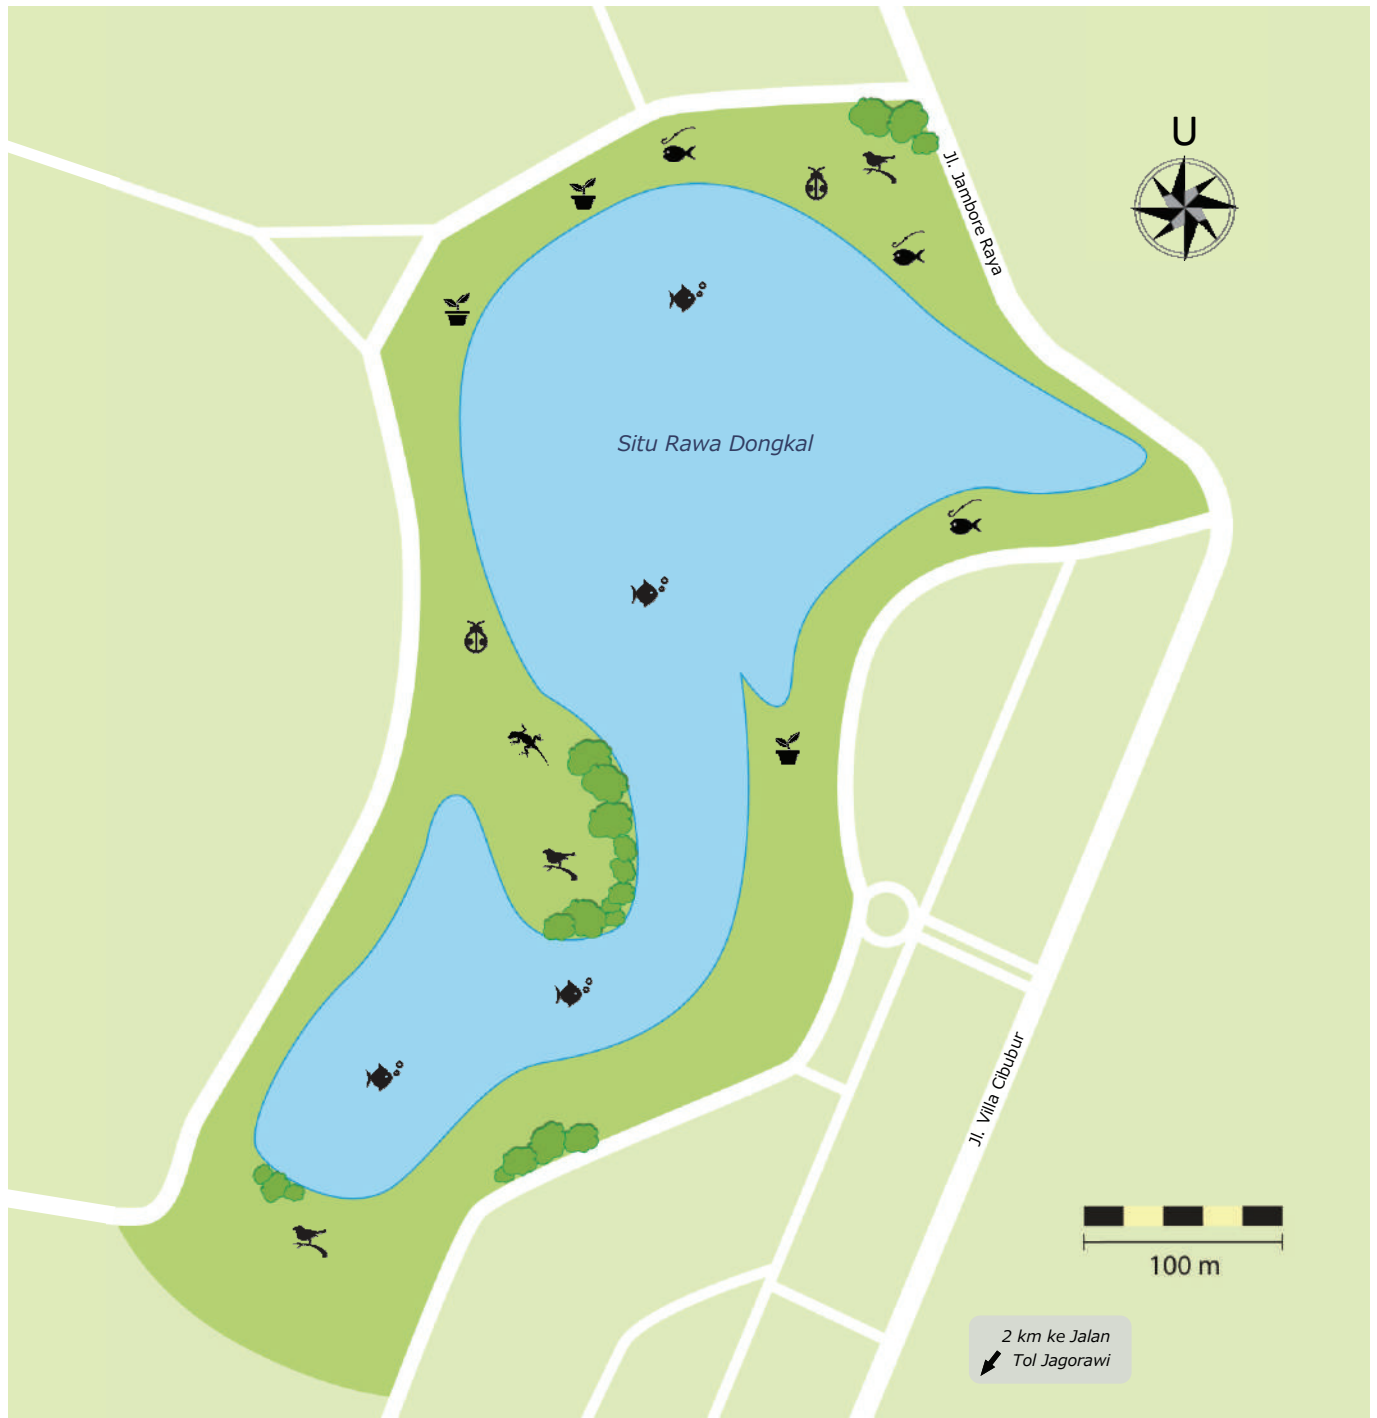 U
Jl. Jambore Raya
Situ Rawa Dongkal
Jl. Villa Cibubur
100 m
2 km ke Jalan
Tol Jagorawi